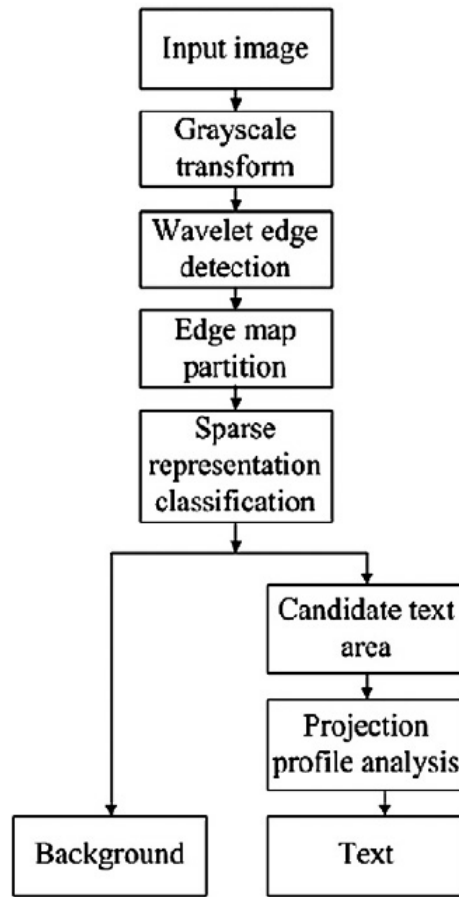 Input image
Grayscale
transform
Wavelet edge
detection
Edge map
partition
Sparse
representation
classification
Candidate text
area
Projection
profile analysis
Background
Text